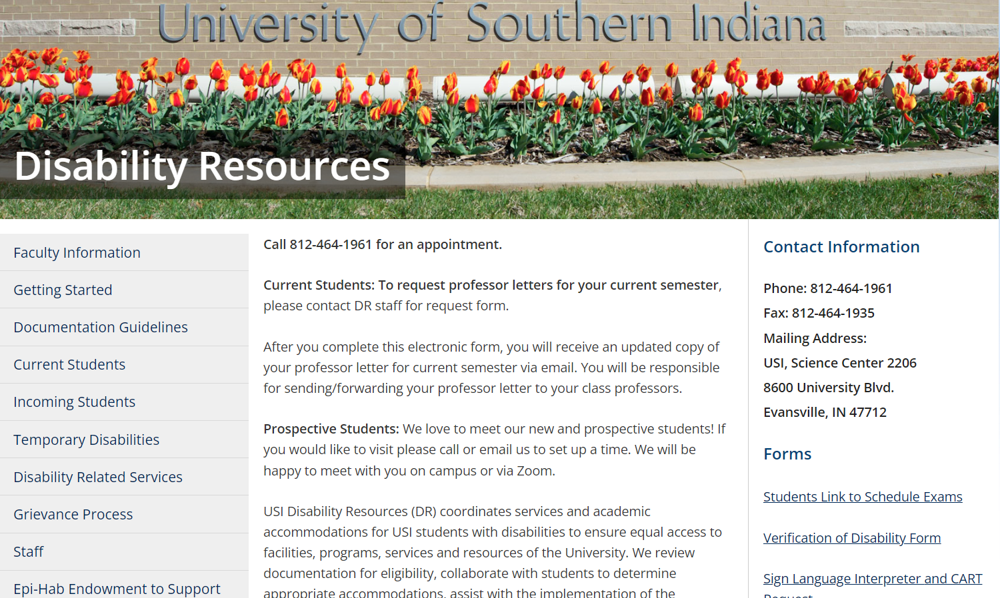 University of Southern Indiana
Disability Resources
Faculty Information
Getting Started
Documentation Guidelines
Current Students
Incoming Students
Temporary Disabilities
Disability Related Services
Grievance Process
Staff
Epi-Hab Endowment to Support
Call 812-464-1961 for an appointment.
Current Students: To request professor letters for your current semester,
please contact DR staff for request form.
After you complete this electronic form, you will receive an updated copy of
your professor letter for current semester via email. You will be responsible
for sending/forwarding your professor letter to your class professors.
Prospective Students: We love to meet our new and prospective students! If
you would like to visit please call or email us to set up a time. We will be
happy to meet with you on campus or via Zoom.
USI Disability Resources (DR) coordinates services and academic
accommodations for USI students with disabilities to ensure equal access to
facilities, programs, services and resources of the University. We review
documentation for eligibility, collaborate with students to determine
appropriate accommodations, assist with the implementation of the
Contact Information
Phone: 812-464-1961
Fax: 812-464-1935
Mailing Address:
USI, Science Center 2206
8600 University Blvd.
Evansville, IN 47712
Forms
Students Link to Schedule Exams
Verification of Disability Form
Sign Language Interpreter and CART
Request